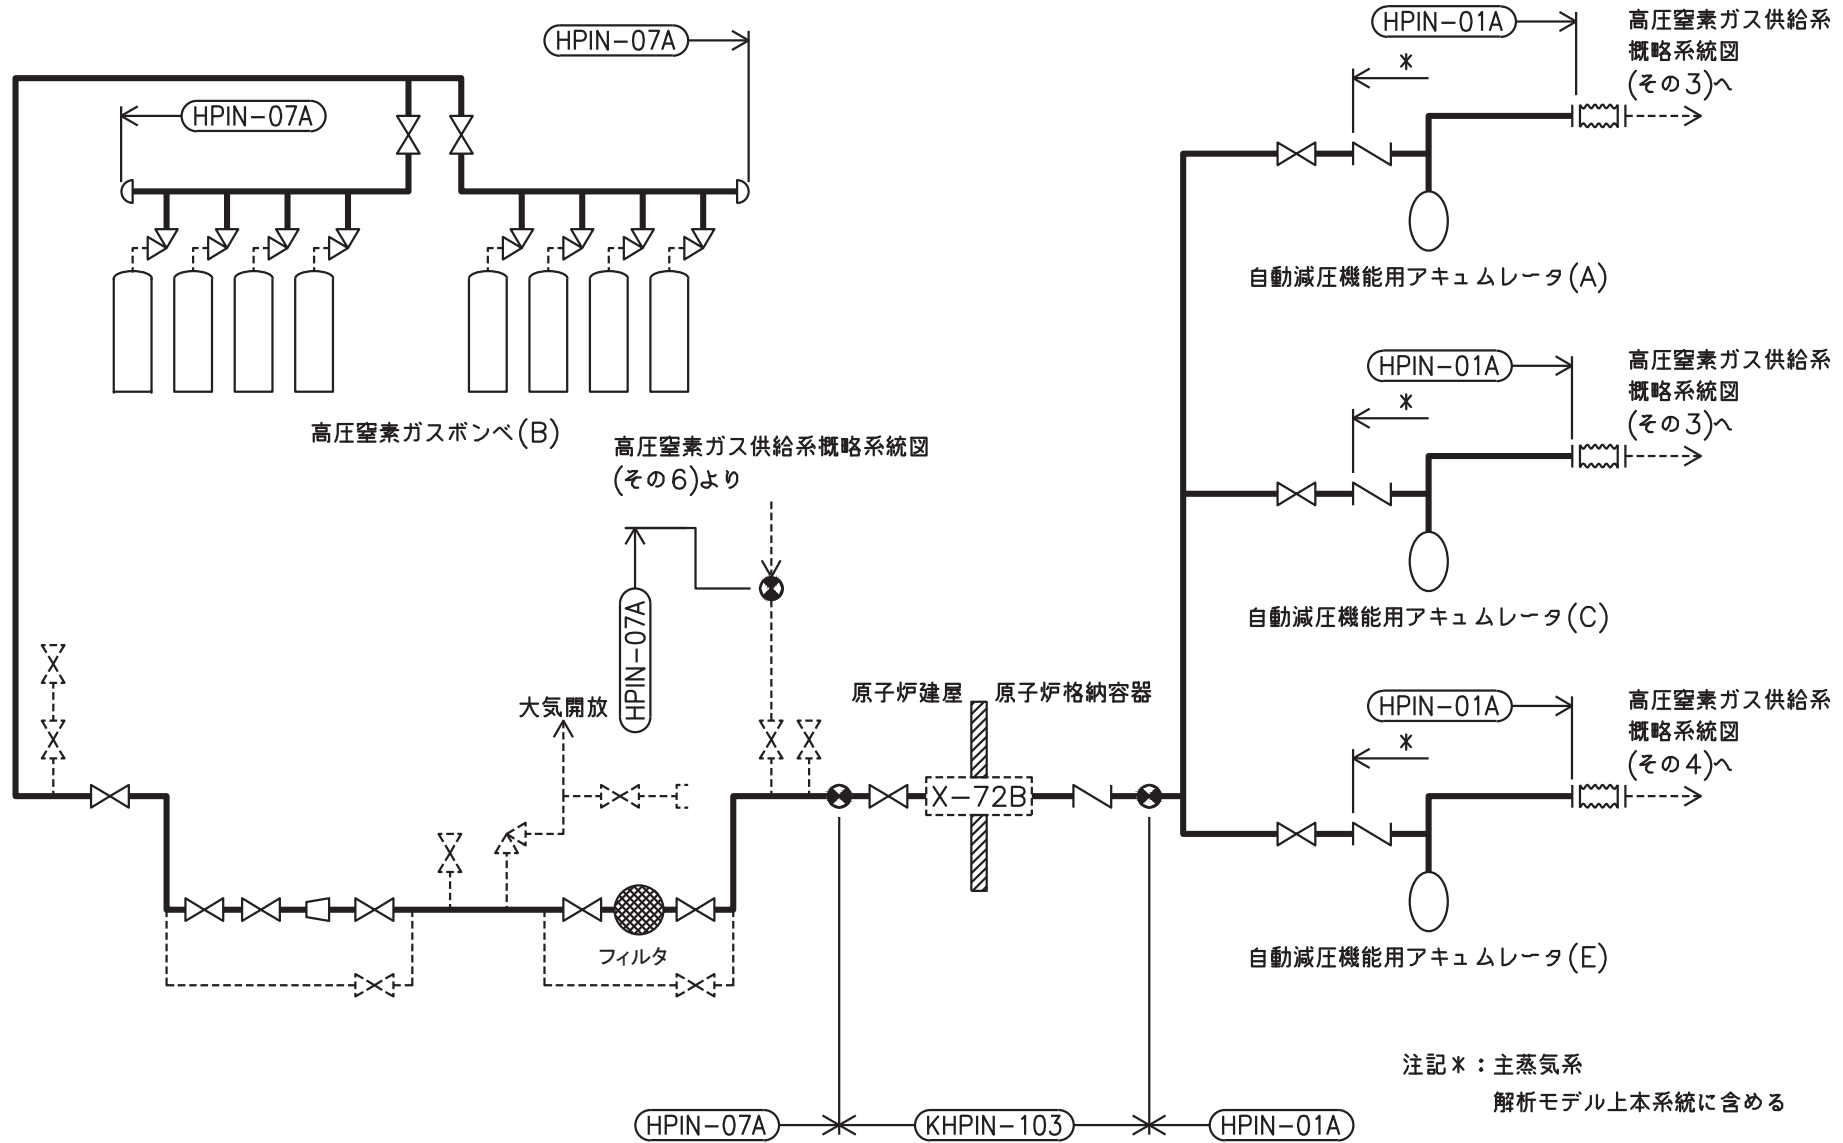 HPIN-01A
高圧窒素ガス供給系
概略系統図
(その3)へ
HPIN-07A
*
HPIN-07A
自動減圧機能用アキュムレータ(A)
HPIN-01A
高圧窒素ガス供給系
概略系統図
(その3)へ
*
高圧窒素ガスボンベ(B)
高圧窒素ガス供給系概略系統図
(その6)より
HPIN-07A
自動減圧機能用アキュムレータ(C)
原子炉建屋
原子炉格納容器
HPIN-01A
高圧窒素ガス供給系
概略系統図
(その4)へ
*
大気開放
X-72B
フィルタ
自動減圧機能用アキュムレータ(E)
注記*:主蒸気系
解析モデル上本系統に含める
HPIN-07A
KHPIN-103
HPIN-01A